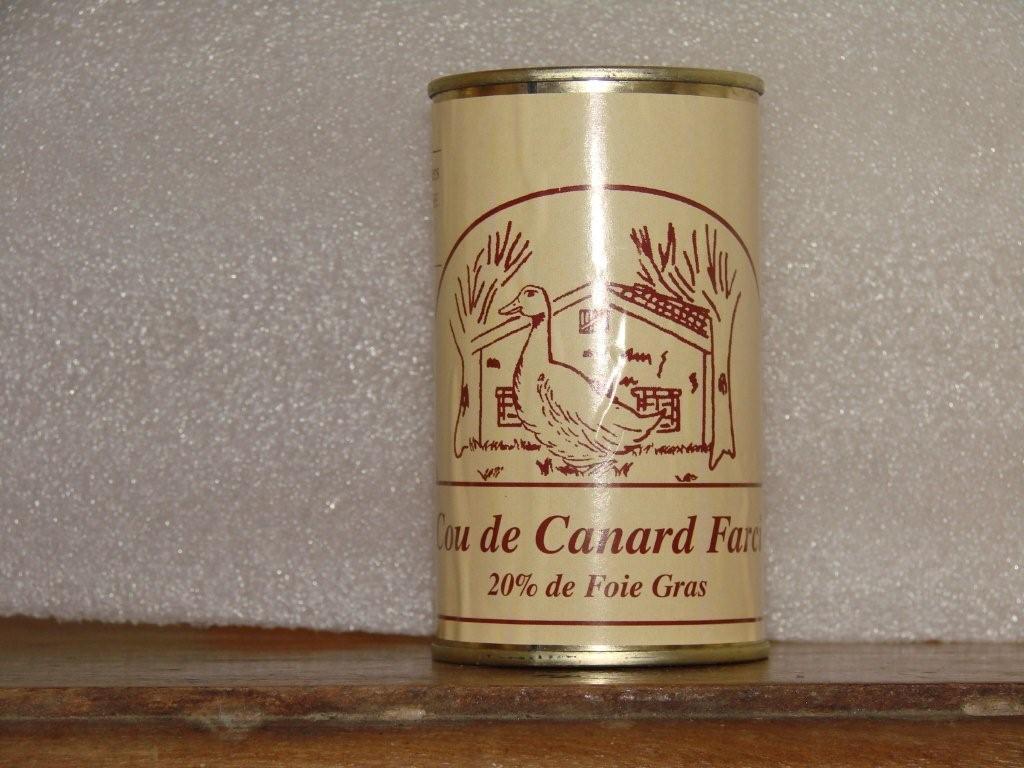 Cou de Canard Farci
20% de Foie Gras